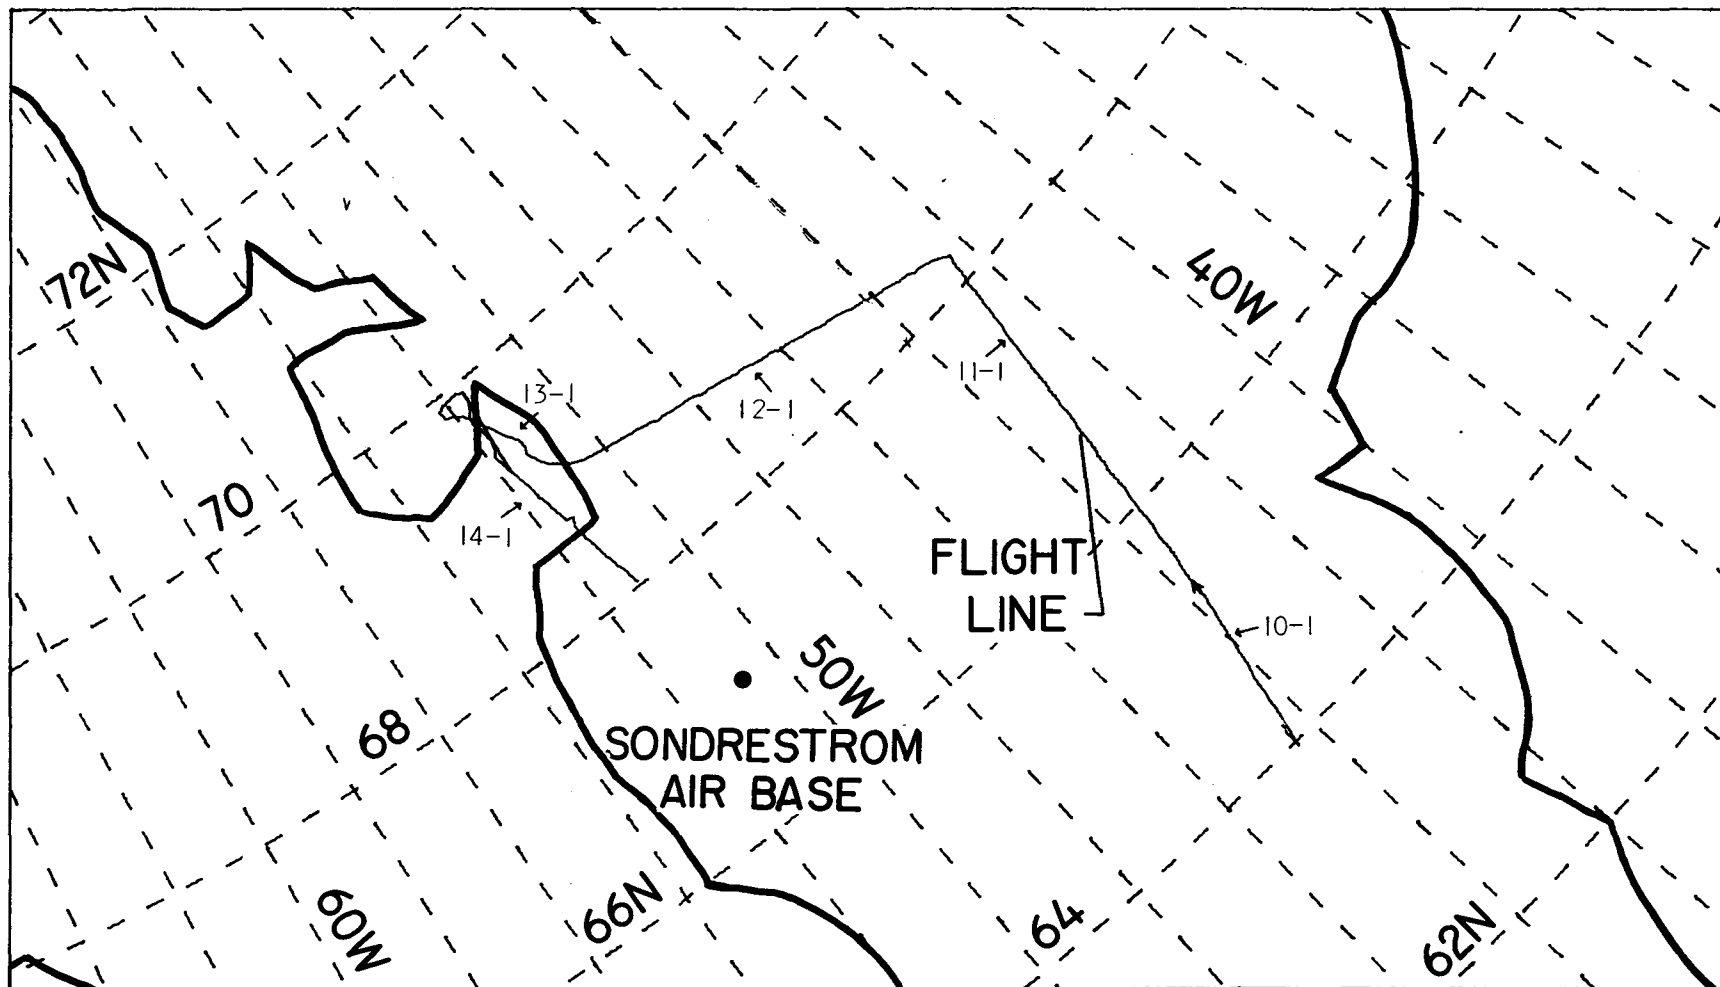 72N
40W
11-1
13-1
12-1
70
14-1
FLIGHT
LINE
10-1
50W
68
SONDRESTROM
AIR BASE
60W
66N
64
62N